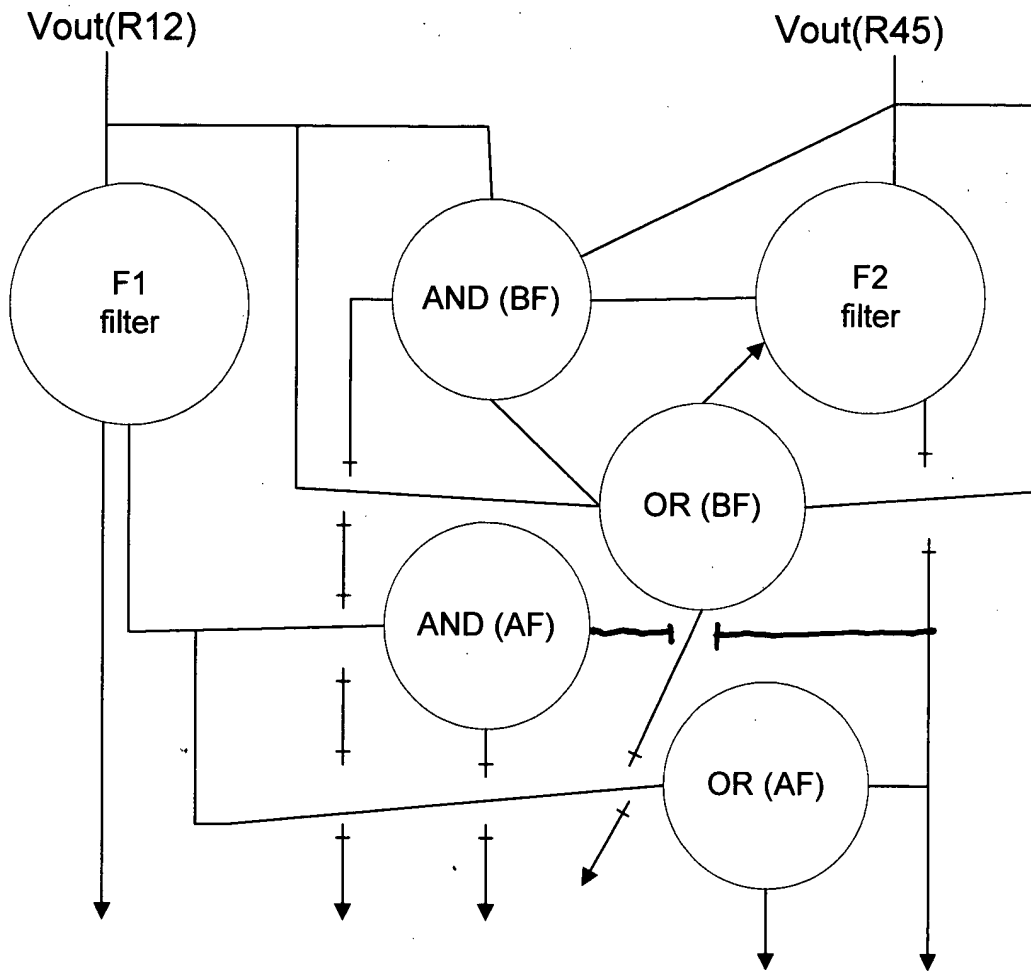 Vout(R12)
Vout(R45)
F1
filter
AND (BF)
F2
filter
OR (BF)
AND (AF)
OR (AF)